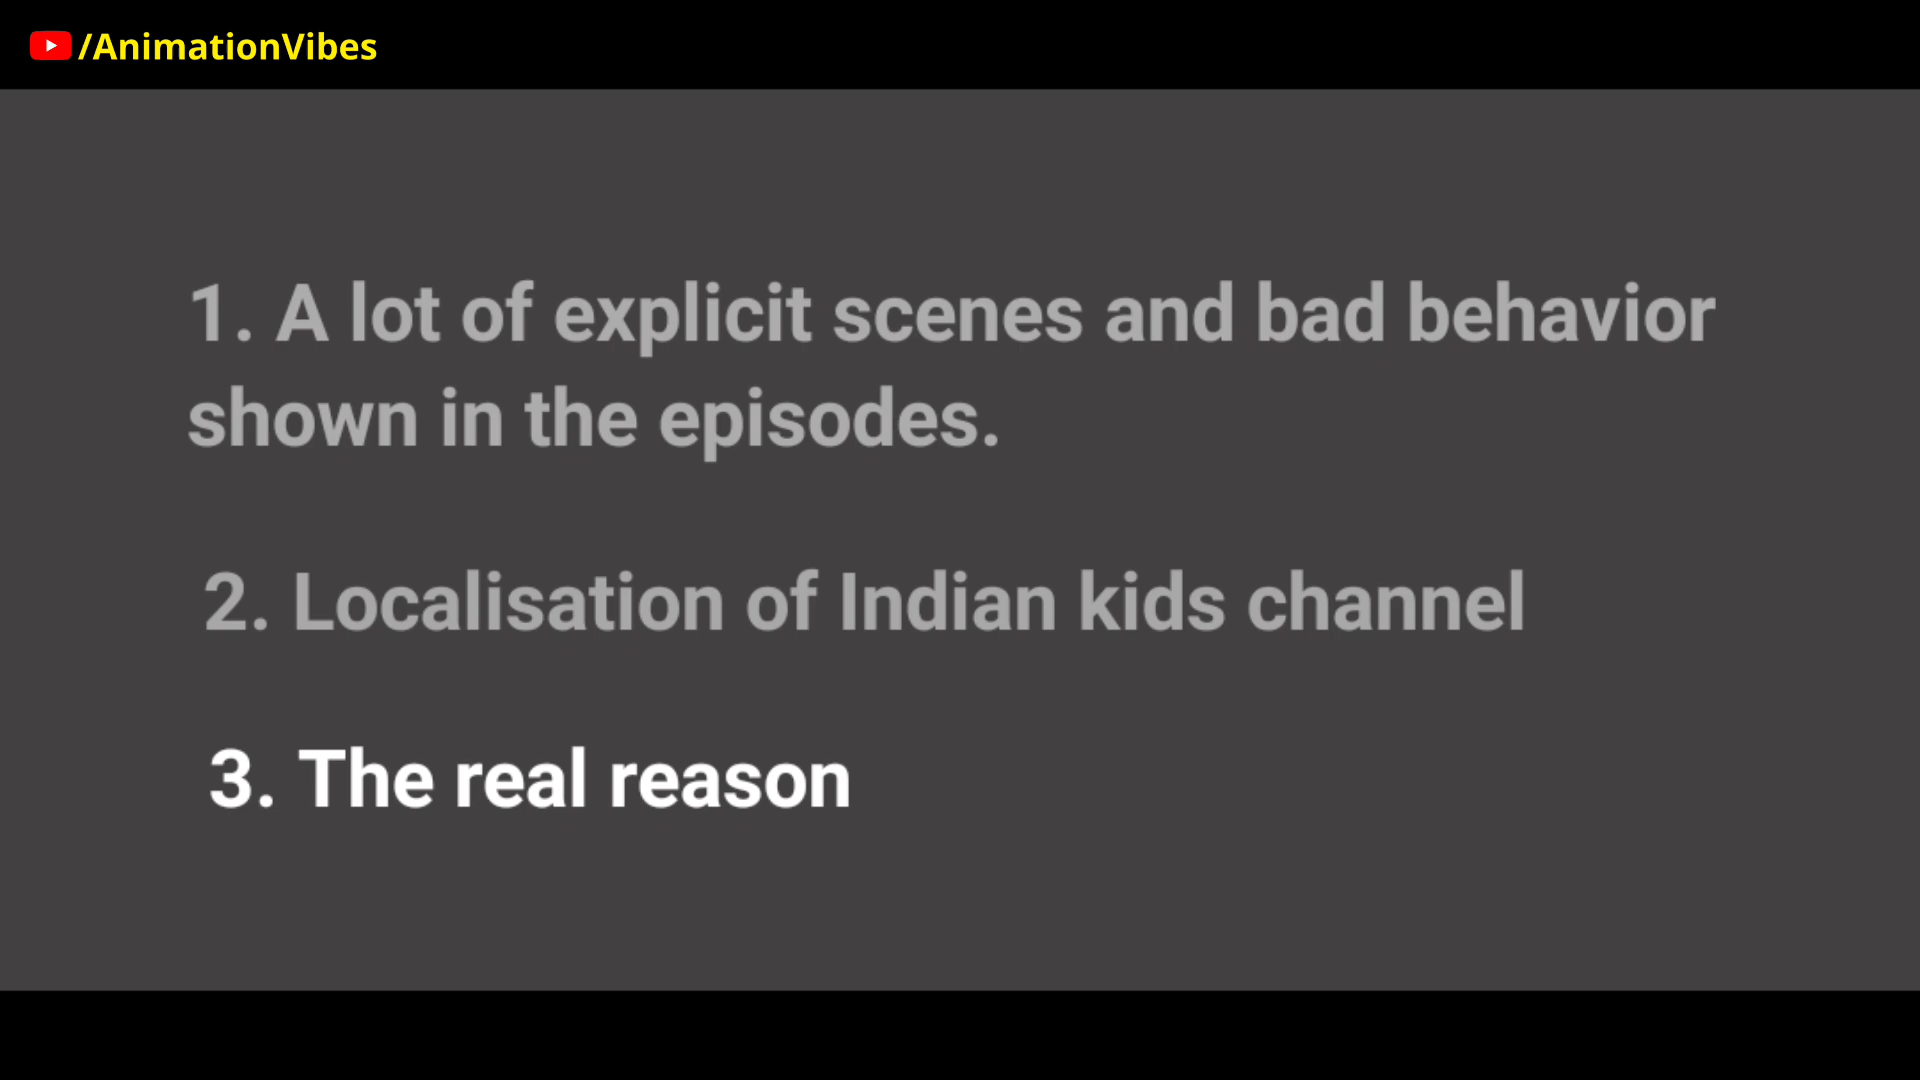 /AnimationVibes
1. A lot of explicit scenes and bad behavior
shown in the episodes.
2. Localisation of Indian kids channel
3. The real reason